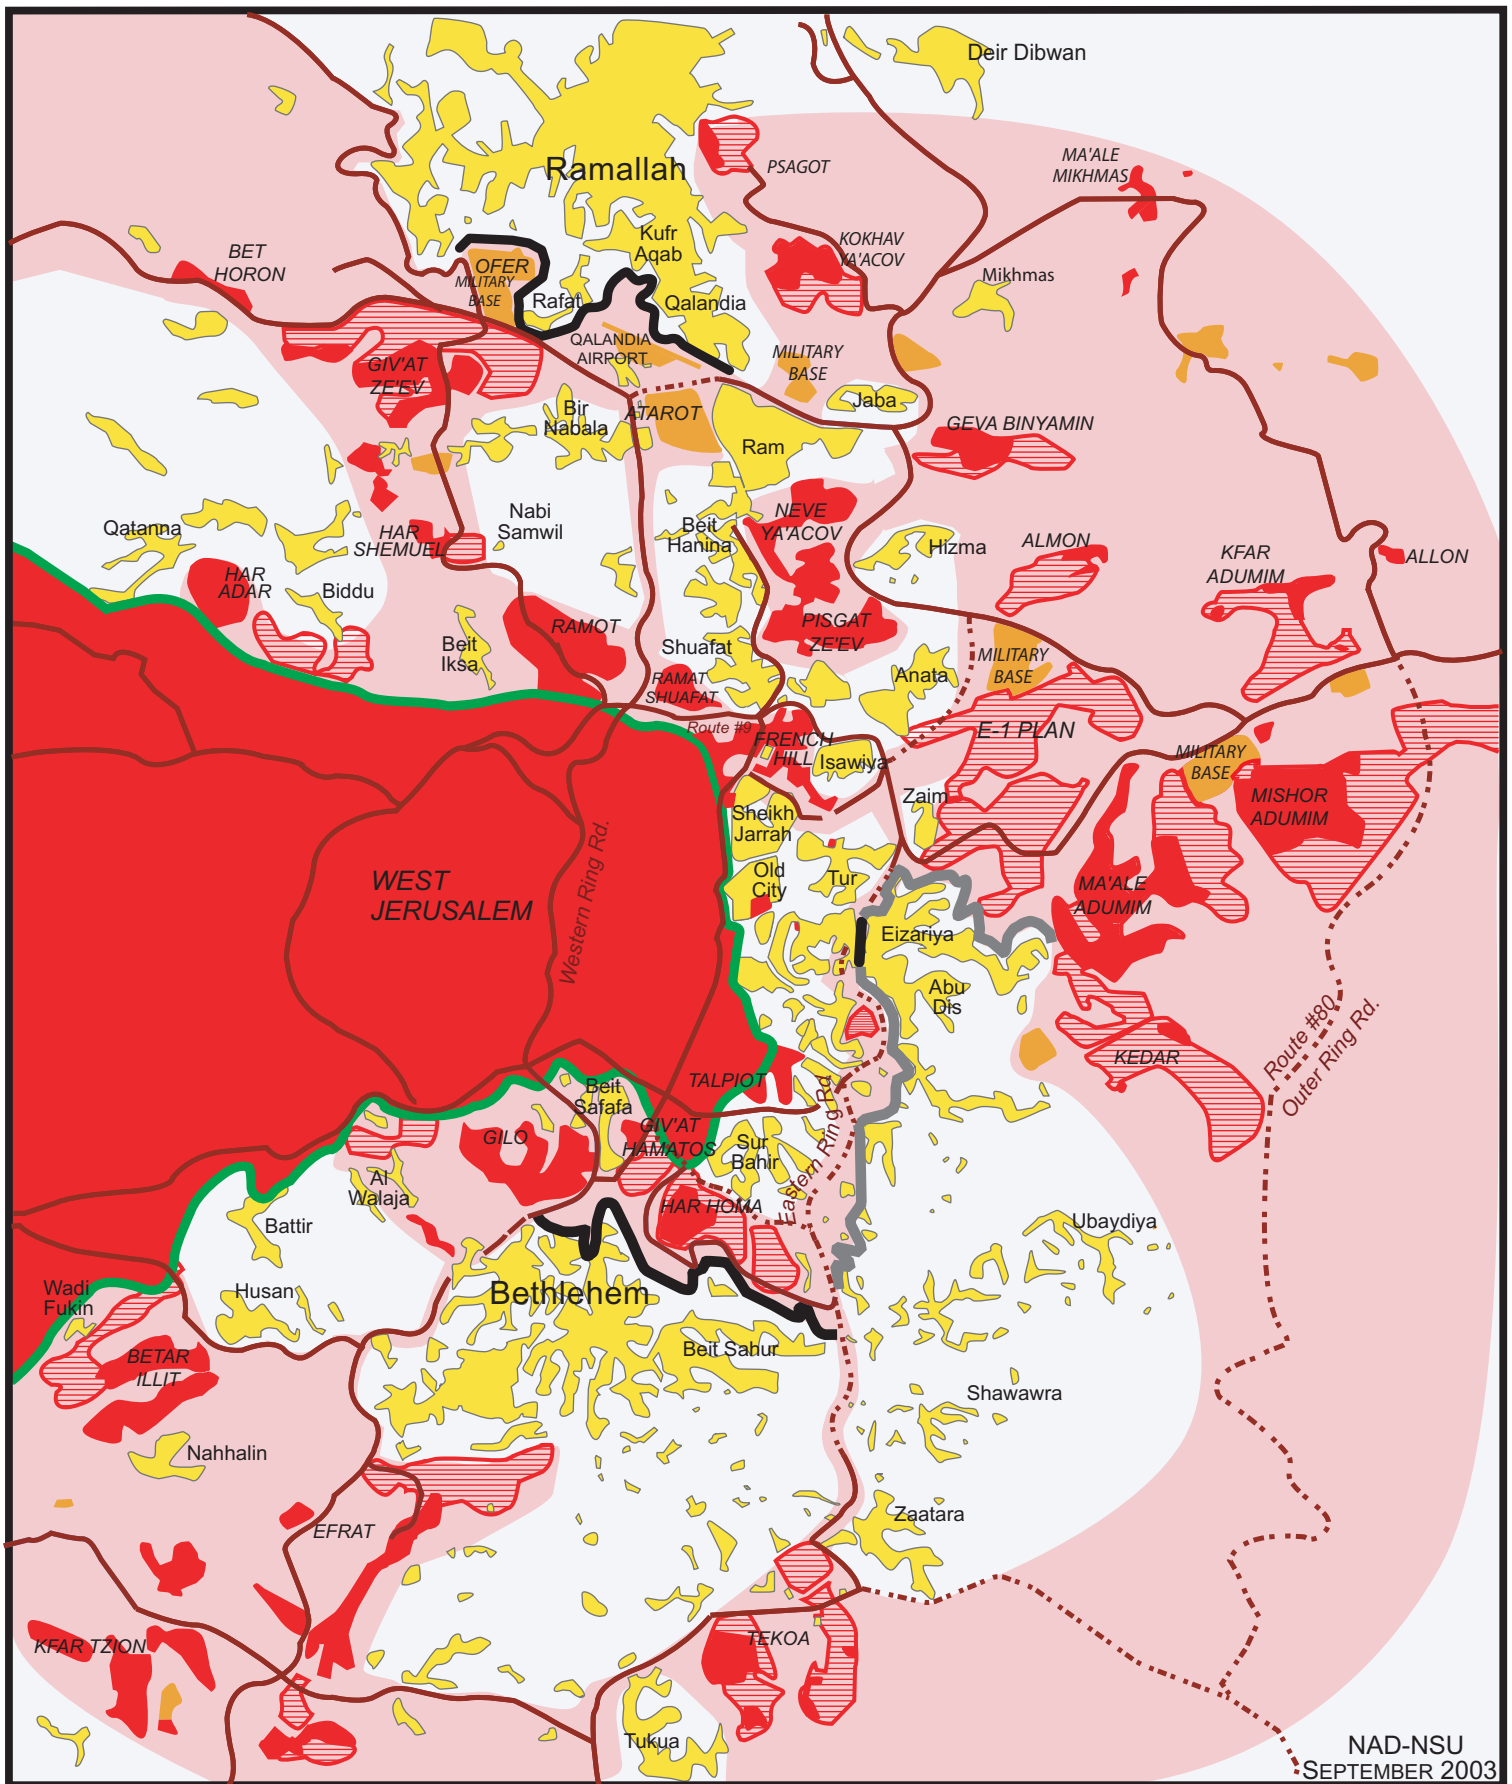 Deir Dibwan
Ramallah
PSAGOT
MA'ALE
MIKHMAS
BET
HORON
Kufr
Aqab
KOKHAV
YA'ACOV
OFER
MILITARY
BASE
Rafat
Qalandia
Mikhmas
QALANDIA
AIRPORT
MILITARY
BASE
GIV'AT
ZE'EV
Bir
Nabala
ATAROT
Jaba
Ram
GEVA BINYAMIN
Qatanna
HAR
SHEMUEL
Nabi
Samwil
Beit
Hanina
NEVE
YA'ACOV
Hizma
ALMON
KFAR
ADUMIM
ALLON
HAR
ADAR
Biddu
Beit
Iksa
RAMOT
Shuafat
PISGAT
ZE'EV
RAMAT
SHUAFAT
Anata
MILITARY
BASE
Route #9
FRENCH
HILL
Isawiya
E-1 PLAN
MILITARY
BASE
Zaim
MISHOR
ADUMIM
Sheikh
Jarrah
WEST
JERUSALEM
Western Ring Rd.
Old
City
Tur
MA'ALE
ADUMIM
Eizariya
Abu
Dis
KEDAR
Route #80
Outer Ring Rd.
TALPIOT
Beit
Safafa
GILO
GIV'AT
HAMATOS
Sur
Bahir
Eastern Ring Rd.
Al
Walaja
HAR HOMA
Battir
Ubaydiya
Wadi
Fukin
Husan
Bethlehem
Beit Sahur
BETAR
ILLIT
Shawawra
Nahhalin
EFRAT
Zaatara
KFAR TZION
TEKOA
Tukua
NAD-NSU
SEPTEMBER 2003